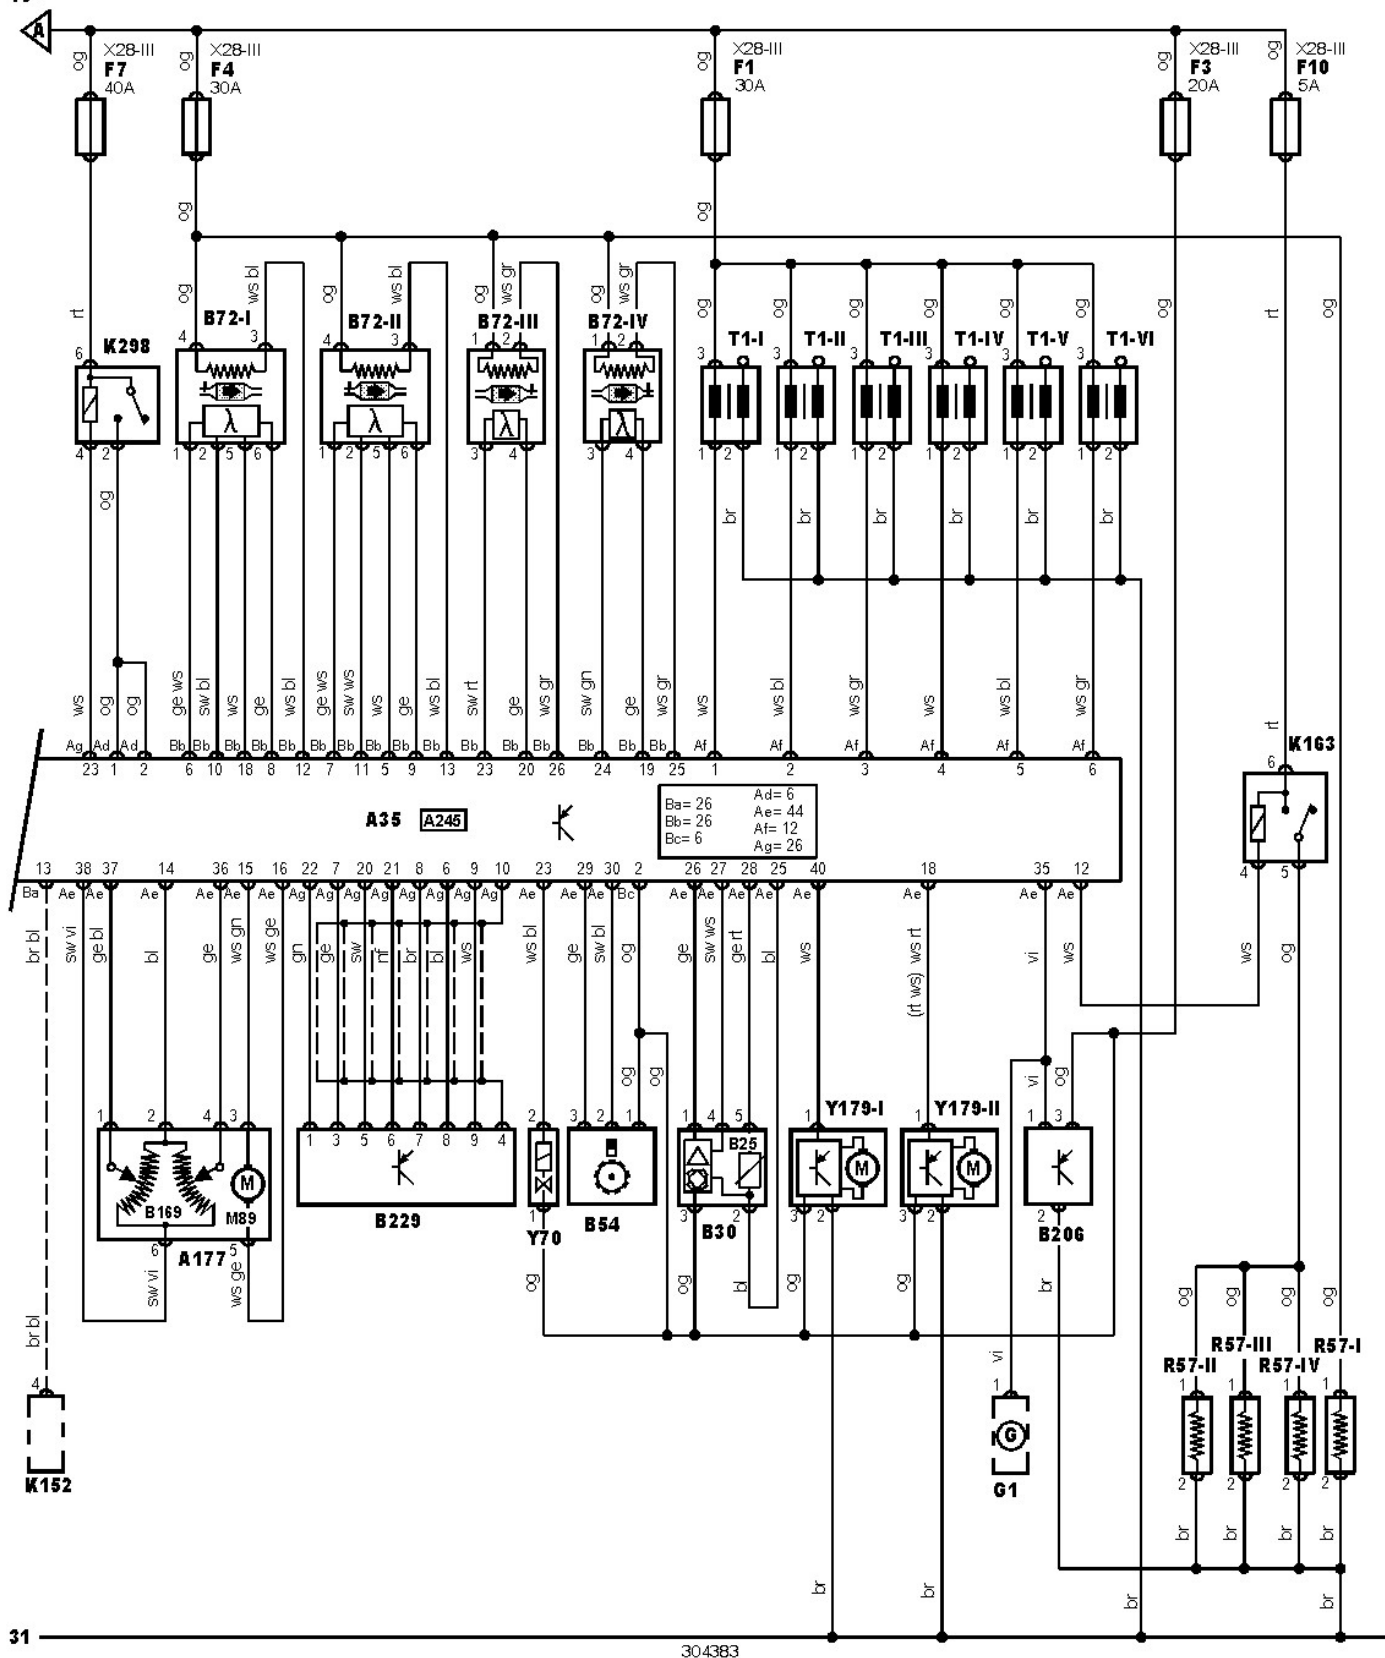 A
X28-III X28-III X28-III X28-III X28-III
F7 F4 F1 F3 F10
40A 30A 30A 20A 5A
og og og og og
og og
rt og ws bl og ws bl og ws gr og ws gr og og og og og og og rt og
K298 B72-I B72-II B72-III B72-IV T1-I T1-II T1-III T1-IV T1-V T1-VI
6 4 3 4 3 1 2 1 2 3 3 3 3 3 3
λ λ λ λ
4 2 1 2 5 6 1 2 5 6 3 4 3 4 1 2 1 2 1 2 1 2 1 2 1 2
og br br br br br br
ws og og ge ws sw bl ws ge ws bl ge ws sw ws ws ge ws bl sw rt ge ws gr sw gn ge ws gr ws ws bl ws gr ws ws bl ws gr rt
Ag Ad Ad Bb Bb Bb Bb Bb Bb Bb Bb Bb Bb Bb Bb Bb Bb Bb Bb Af Af Af Af Af Af
23 1 2 6 10 18 8 12 7 11 5 9 13 23 20 26 24 19 25 1 2 3 4 5 6
K163
6
A35 A245
Ba= 26 Ad= 6
Bb= 26 Ae= 44
Bc= 6 Af= 12
Ag= 26
4 5
13 38 37 14 36 15 16 22 7 20 21 8 6 9 10 23 29 30 2 26 27 28 25 40 18 35 12
Ba Ae Ae Ae Ae Ae Ae Ag Ag Ag Ag Ag Ag Ag Ag Ae Ae Ae Bc Ae Ae Ae Ae Ae Ae Ae Ae
br bl sw vi ge bl bl ge ws gn ws ge gn ge sw nf br bl ws ws bl ge sw bl og ge sw ws ge rt bl ws (rt ws) ws rt vi ws ws og
og og vi og
1 2 4 3 2 3 2 1 1 4 5 1 Y179-I 1 Y179-II 1 3
1 3 5 6 7 8 9 4 B25
M M M
B169 M89
B229 1 3 2 3 2 3 2 2
Y70 B54 B30 B206
6 A177 5
sw vi ws ge og og bl og og br og og og og
br bl vi
R57-II R57-III R57-IV R57-I
4 1 1 1 1 1
G
K152 G1
2 2 2 2
br br br br
br br br br
31
304383